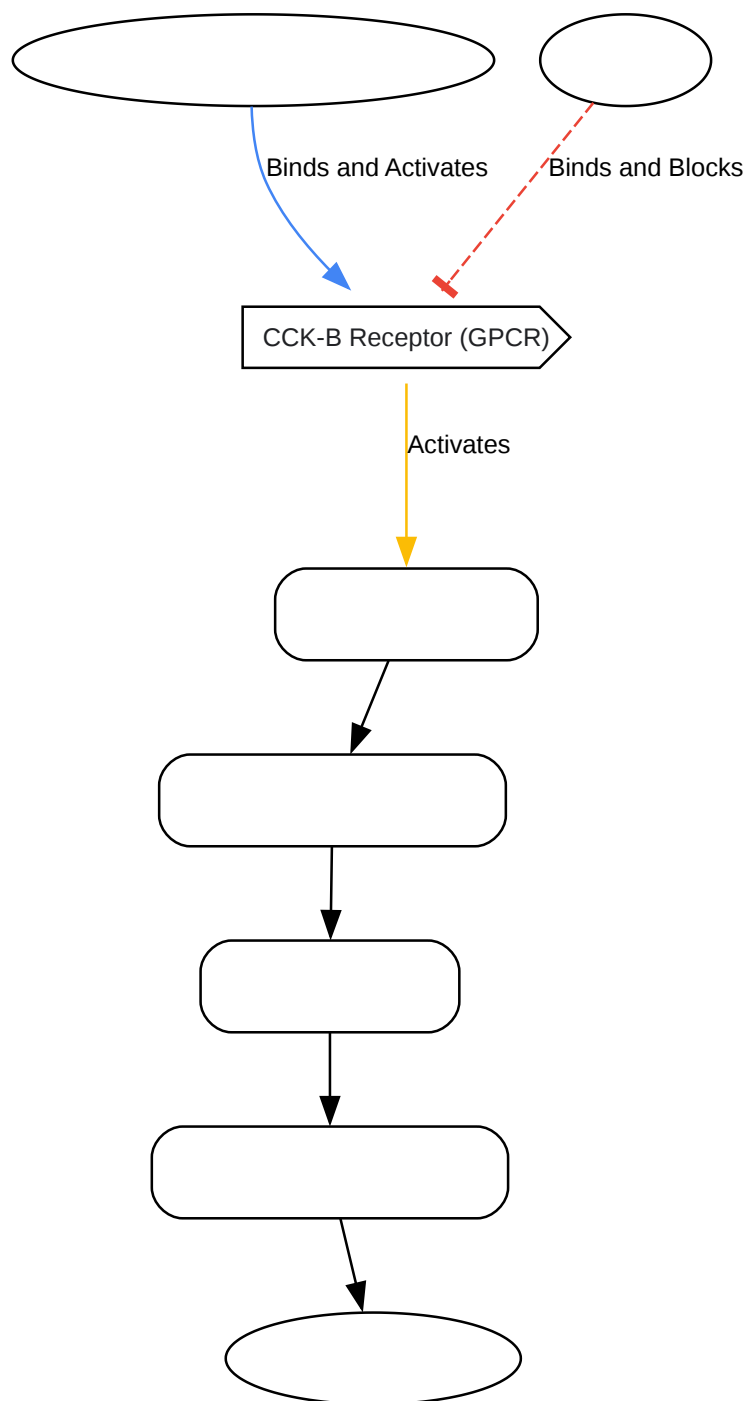 Binds and Activates
Binds and Blocks
CCK-B Receptor (GPCR)
Activates